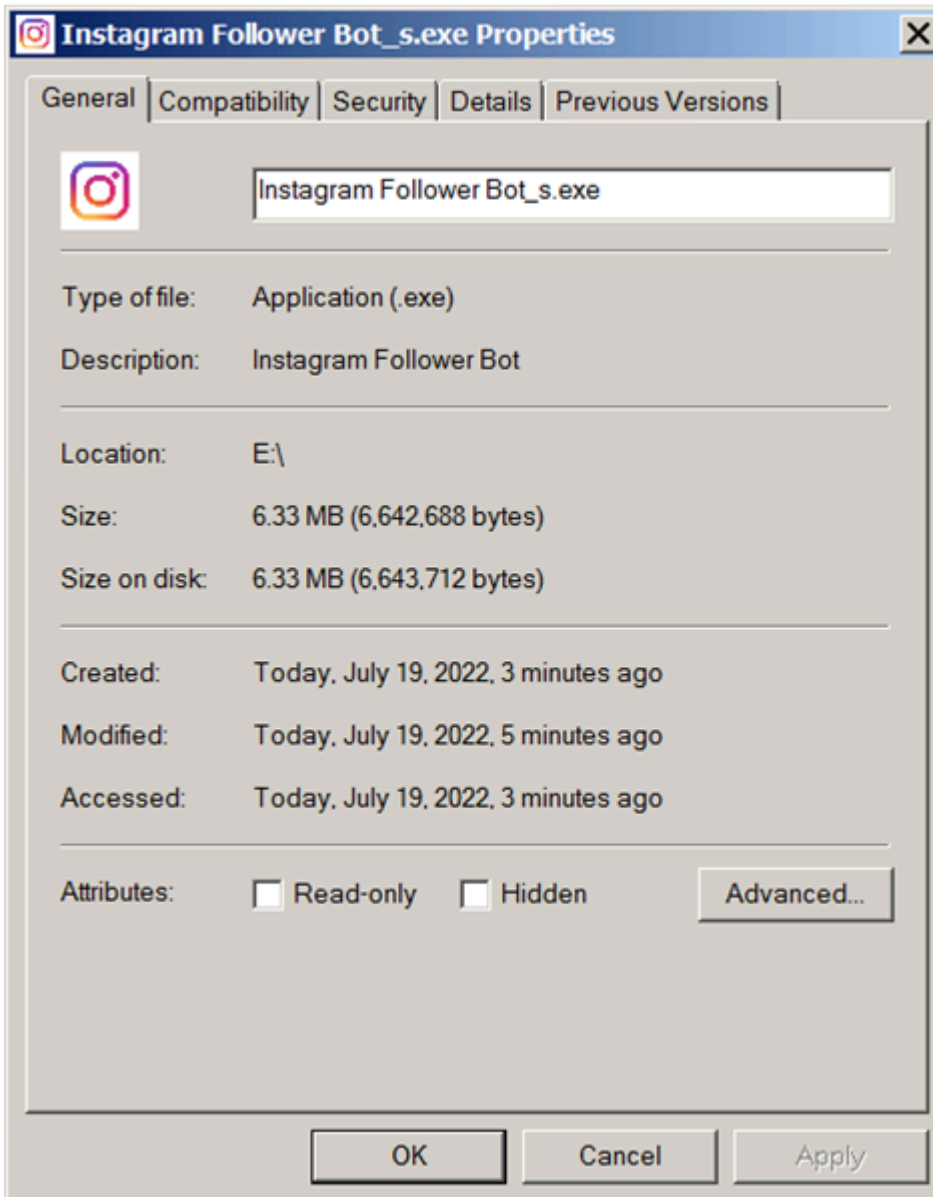 Instagram Follower Bot_s.exe Properties
General Compatibility Security Details Previous Versions
Instagram Follower Bot_s.exe
Type of file: Application (.exe)
Description: Instagram Follower Bot
Location: E:\
Size: 6.33 MB (6,642,688 bytes)
Size on disk: 6.33 MB (6,643,712 bytes)
Created: Today, July 19, 2022, 3 minutes ago
Modified: Today, July 19, 2022, 5 minutes ago
Accessed: Today, July 19, 2022, 3 minutes ago
Attributes: Read-only Hidden Advanced...
OK Cancel Apply